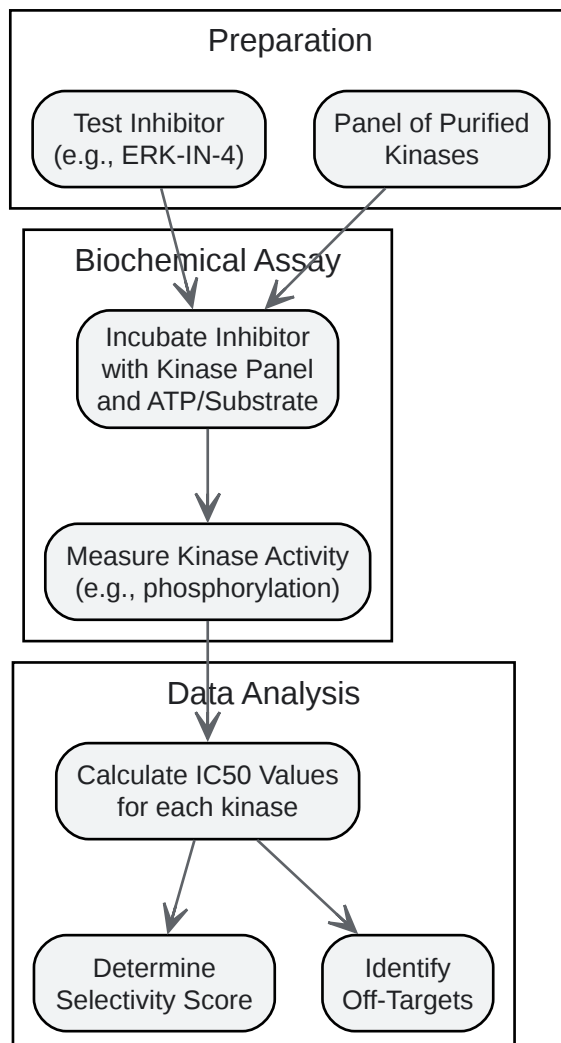 Preparation
Test Inhibitor
(e.g., ERK-IN-4)
Panel of Purified
Kinases
Biochemical Assay
Incubate Inhibitor
with Kinase Panel
and ATP/Substrate
Measure Kinase Activity
(e.g., phosphorylation)
Data Analysis
Calculate IC50 Values
for each kinase
Determine
Selectivity Score
Identify
Off-Targets